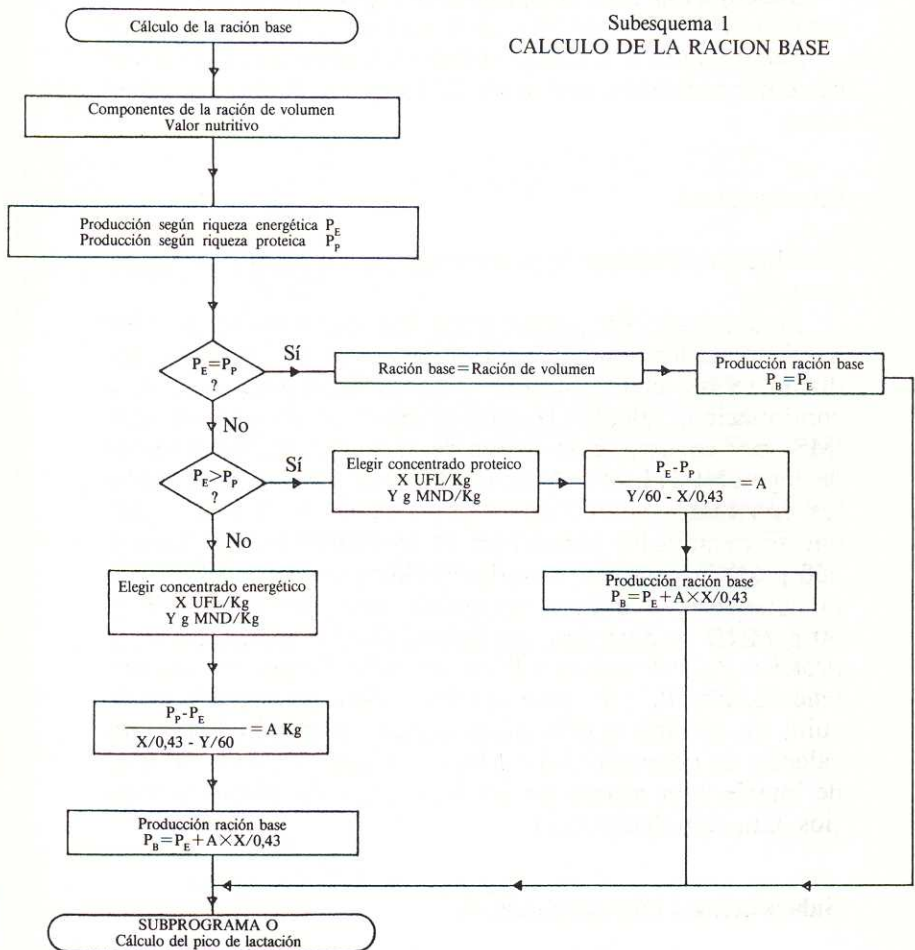 Subesquema 1
CALCULO DE LA RACION BASE
Cálculo de la ración base
Componentes de la ración de volumen
Valor nutritivo
Producción según riqueza energética P_E
Producción según riqueza proteica P_P
P_E=P_P
?
Sí
Ración base=Ración de volumen
Producción ración base
P_B=P_E
No
P_E>P_P
?
Sí
Elegir concentrado proteico
X UFL/Kg
Y g MND/Kg
P_E-P_P
Y/60 - X/0,43
=A
Producción ración base
P_B=P_E+A×X/0,43
No
Elegir concentrado energético
X UFL/Kg
Y g MND/Kg
P_P-P_E
X/0,43 - Y/60
=A Kg
Producción ración base
P_B=P_E+A×X/0,43
SUBPROGRAMA O
Cálculo del pico de lactación